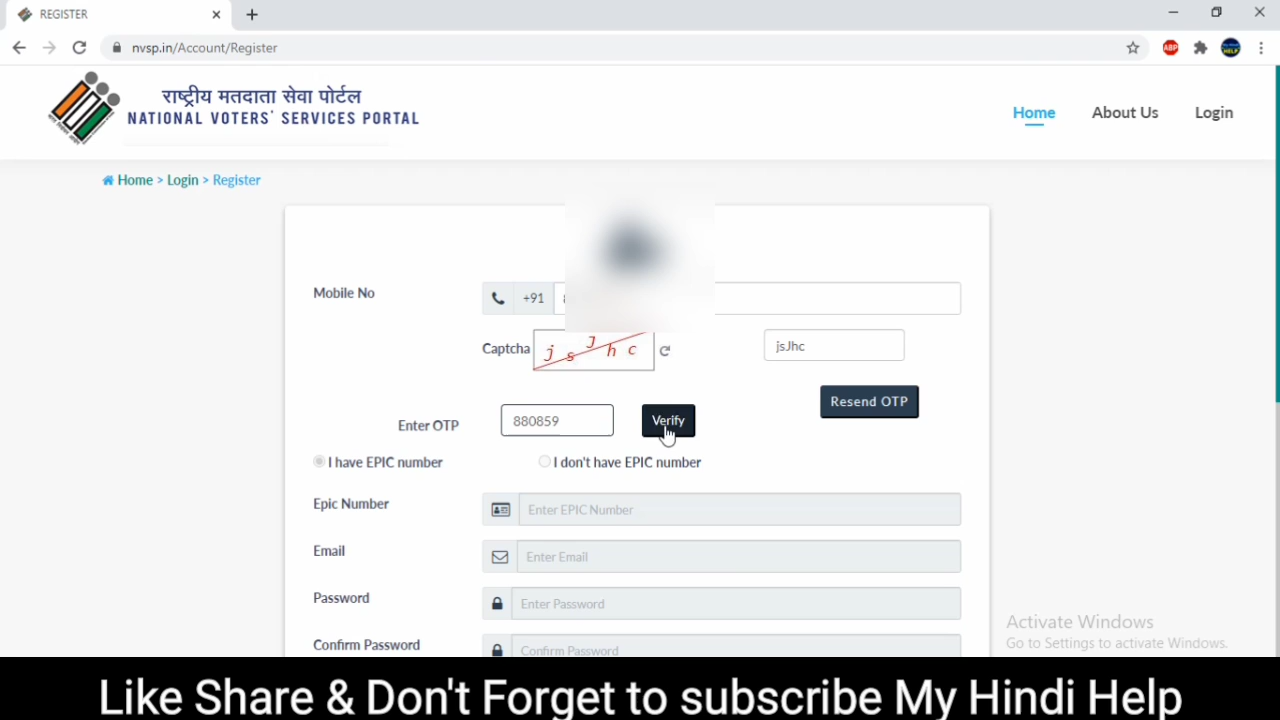 REGISTER
nvsp.in/Account/Register
ABP
HELP
राष्ट्रीय मतदाता सेवा पोर्टल
NATIONAL VOTERS' SERVICES PORTAL
Home About Us Login
Home > Login > Register
Mobile No +91
Captcha j s J h c jsJhc
Resend OTP
Enter OTP 880859 Verify
I have EPIC number I don't have EPIC number
Epic Number Enter EPIC Number
Email Enter Email
Password Enter Password
Confirm Password Confirm Password
Activate Windows
Go to Settings to activate Windows.
Like Share & Don't Forget to subscribe My Hindi Help